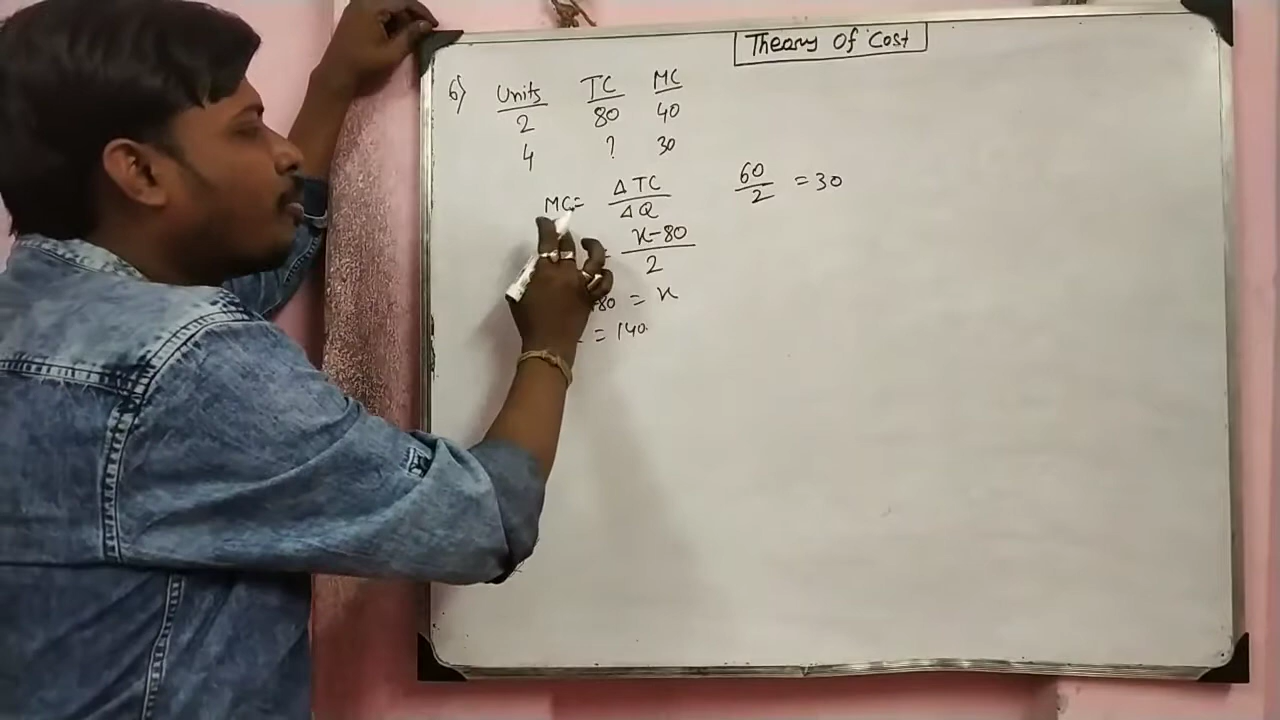 Theory Of Cost
6) Units TC MC
2 80 40
4 ? 30
MC = ΔTC / ΔQ
60 / 2 = 30
= x-80 / 2
80 = x
= 140